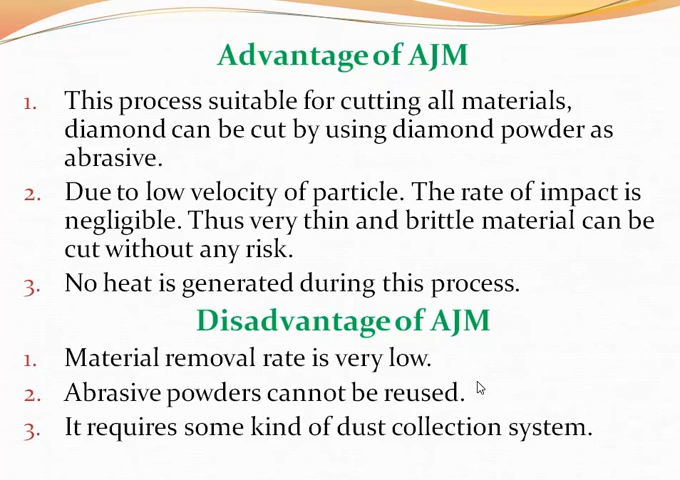 Advantage of AJM
1. This process suitable for cutting all materials,
diamond can be cut by using diamond powder as
abrasive.
2. Due to low velocity of particle. The rate of impact is
negligible. Thus very thin and brittle material can be
cut without any risk.
3. No heat is generated during this process.
Disadvantage of AJM
1. Material removal rate is very low.
2. Abrasive powders cannot be reused.
3. It requires some kind of dust collection system.